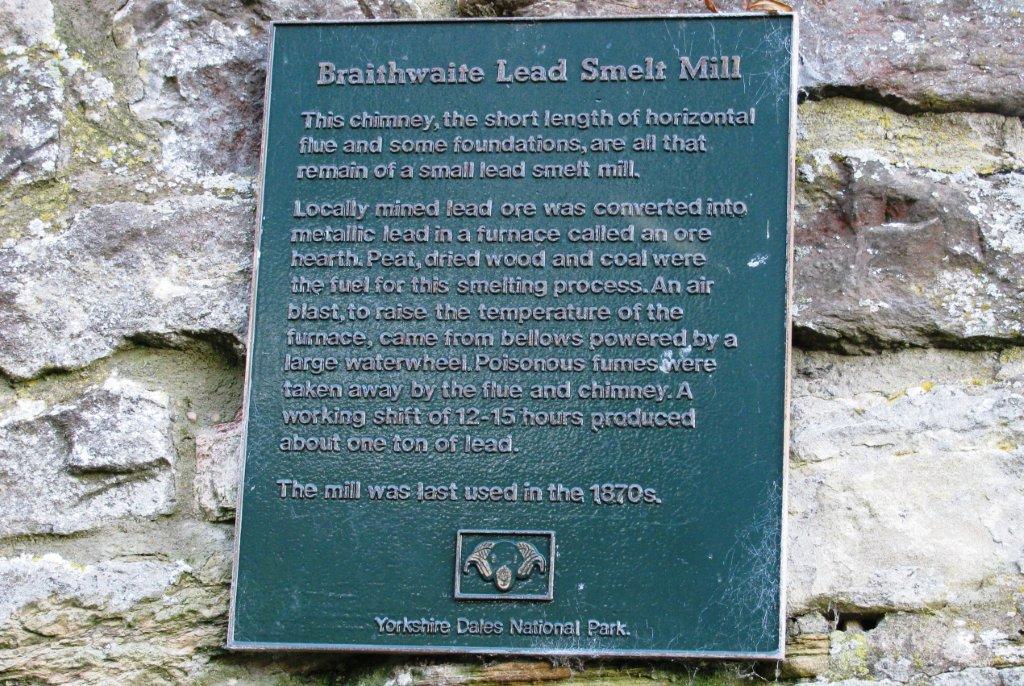 Braithwaite Lead Smelt Mill
This chimney, the short length of horizontal
flue and some foundations, are all that
remain of a small lead smelt mill.
Locally mined lead ore was converted into
metallic lead in a furnace called an ore
hearth. Peat, dried wood and coal were
the fuel for this smelting process. An air
blast, to raise the temperature of the
furnace, came from bellows powered by a
large waterwheel. Poisonous fumes were
taken away by the flue and chimney. A
working shift of 12-15 hours produced
about one ton of lead.
The mill was last used in the 1870s.
Yorkshire Dales National Park.